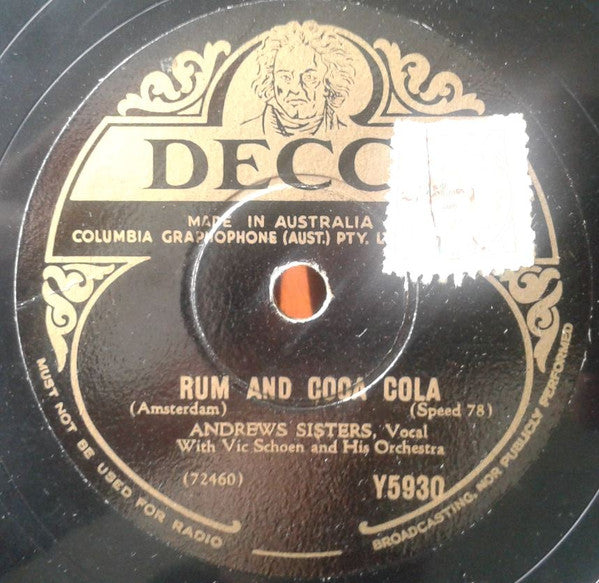 DECC
MADE IN AUSTRALIA
COLUMBIA GRAPHOPHONE (AUST.) PTY. L
RUM AND COCA COLA
(Amsterdam) (Speed 78)
ANDREWS SISTERS, Vocal
With Vic Schoen and His Orchestra
(72460) Y5930
MUST NOT BE USED FOR RADIO BROADCASTING, NOR PUBLICLY PERFORMED